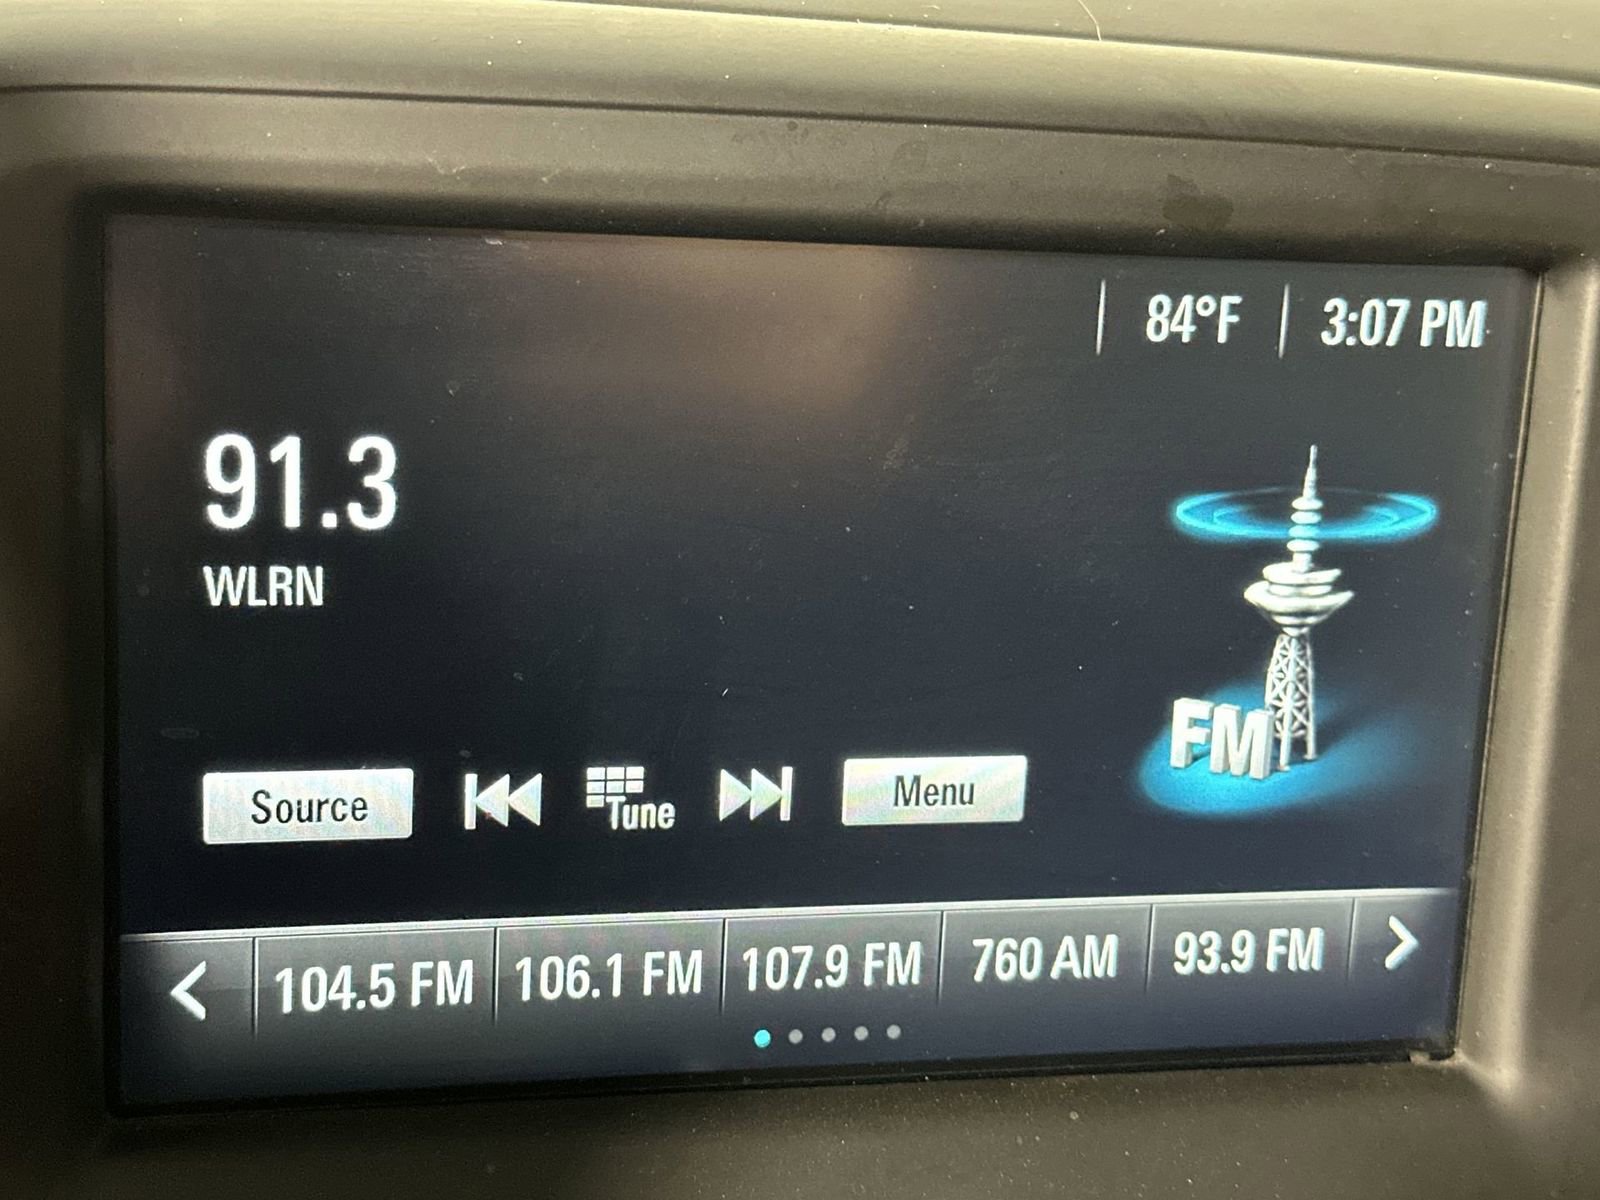 84°F 3:07 PM
91.3
WLRN
FM
Source Tune Menu
104.5 FM 106.1 FM 107.9 FM 760 AM 93.9 FM